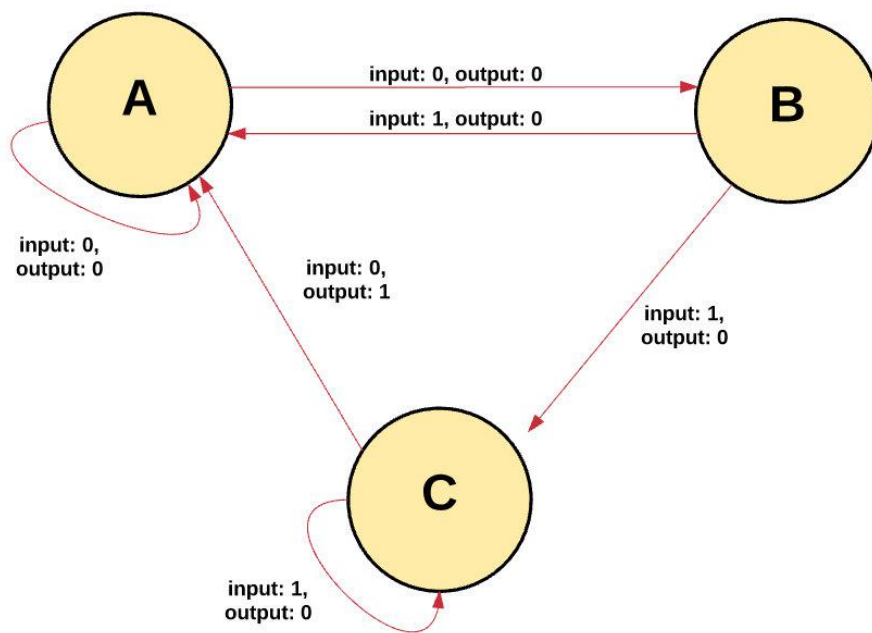 A
B
input: 0, output: 0
input: 1, output: 0
input: 0,
output: 0
input: 0,
output: 1
input: 1,
output: 0
C
input: 1,
output: 0